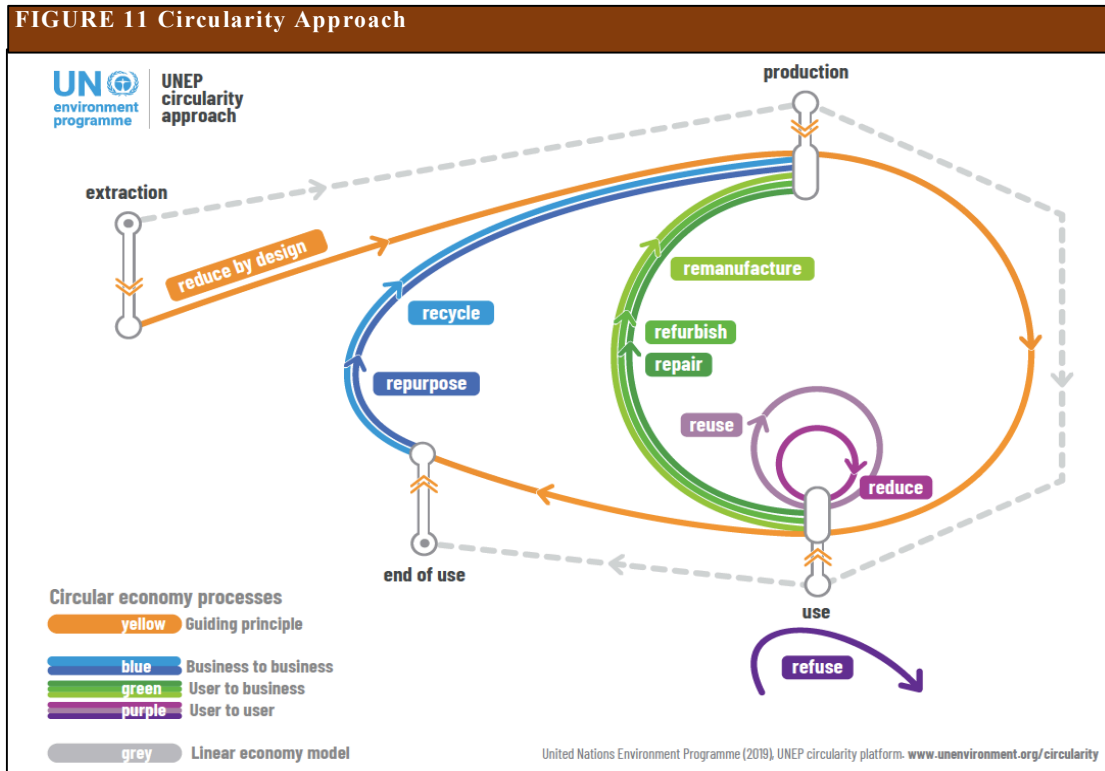 FIGURE 11 Circularity Approach
UN
environment
programme
UNEP
circularity
approach
production
extraction
reduce by design
remanufacture
recycle
refurbish
repair
repurpose
reuse
reduce
end of use
use
refuse
Circular economy processes
yellow Guiding principle
blue Business to business
green User to business
purple User to user
grey Linear economy model
United Nations Environment Programme (2019), UNEP circularity platform. www.unenvironment.org/circularity